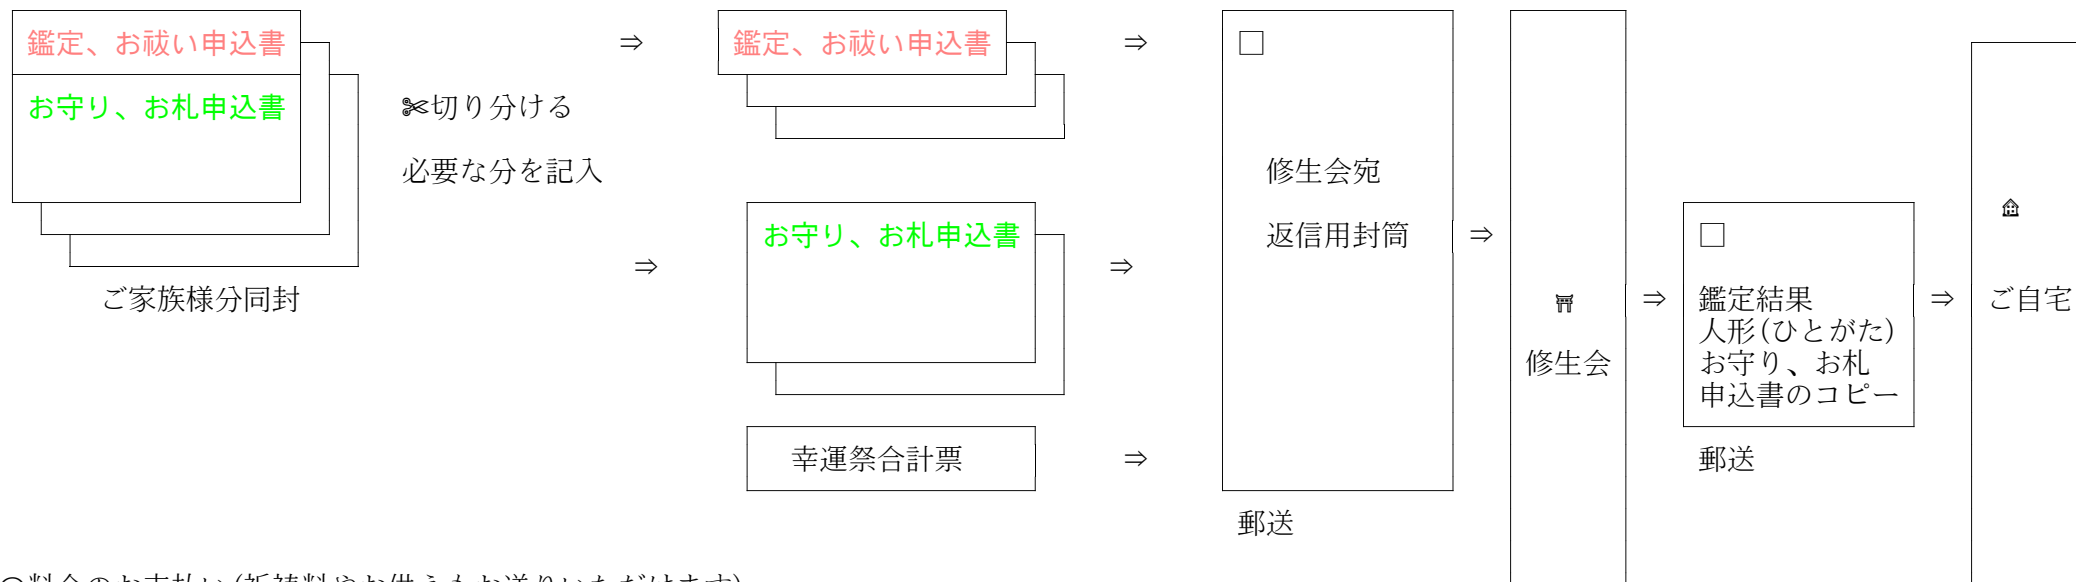 鑑定、お祓い申込書
お守り、お札申込書
ご家族様分同封
⇒
✄切り分ける
必要な分を記入
⇒
鑑定、お祓い申込書
お守り、お札申込書
幸運祭合計票
⇒
⇒
⇒
修生会宛
返信用封筒
郵送
⇒
修生会
⇒
鑑定結果
人形(ひとがた)
お守り、お札
申込書のコピー
郵送
⇒
ご自宅